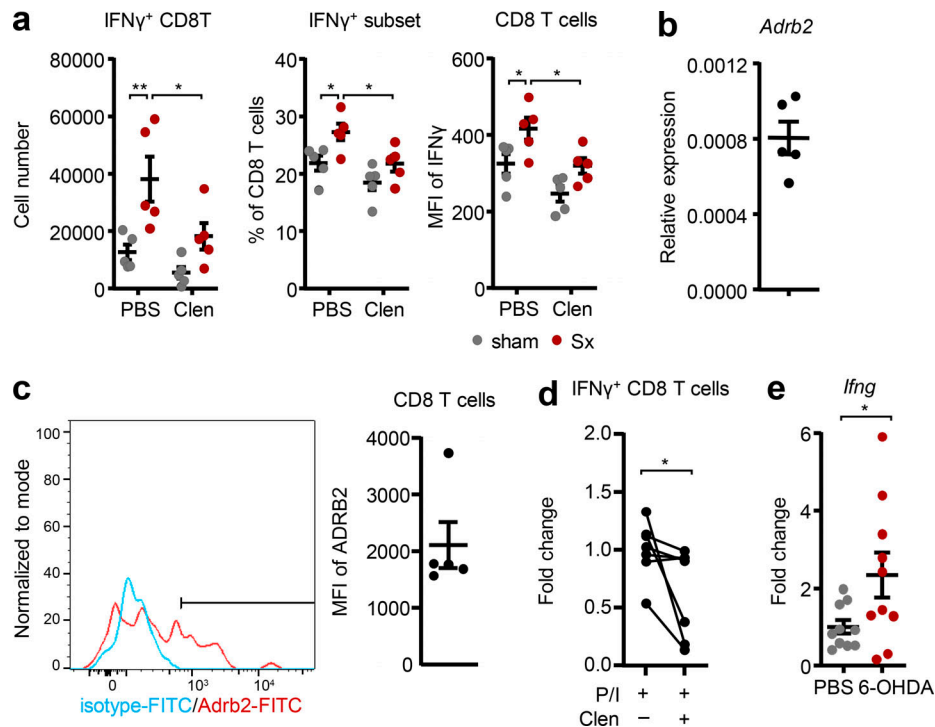 a
IFNγ⁺ CD8T
IFNγ⁺ subset
CD8 T cells
Cell number
80000
60000
40000
20000
0
**
*
PBS
Clen
% of CD8 T cells
40
30
20
10
0
*
*
PBS
Clen
MFI of IFNγ
600
400
200
0
*
*
PBS
Clen
sham
Sx
b
Adrb2
Relative expression
0.0012
0.0008
0.0004
0.0000
c
Normalized to mode
100
80
60
40
20
0
0
10³
10⁴
isotype-FITC/Adrb2-FITC
CD8 T cells
MFI of ADRB2
4000
3000
2000
1000
0
d
IFNγ⁺ CD8 T cells
Fold change
2.0
1.5
1.0
0.5
0.0
*
P/I + +
Clen − +
e
Ifng
*
Fold change
6
4
2
0
PBS 6-OHDA